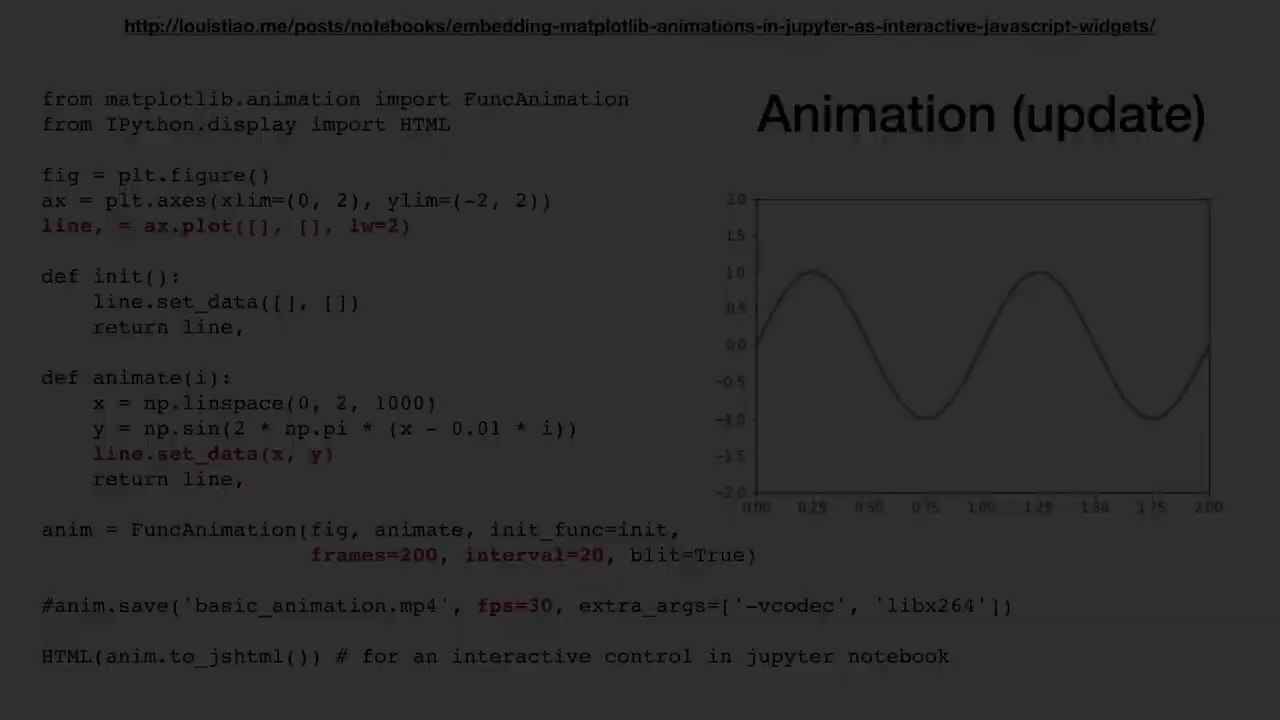 http://louistiao.me/posts/notebooks/embedding-matplotlib-animations-in-jupyter-as-interactive-javascript-widgets/
from matplotlib.animation import FuncAnimation
from IPython.display import HTML
fig = plt.figure()
ax = plt.axes(xlim=(0, 2), ylim=(-2, 2))
line, = ax.plot([], [], lw=2)
def init():
    line.set_data([], [])
    return line,
def animate(i):
    x = np.linspace(0, 2, 1000)
    y = np.sin(2 * np.pi * (x - 0.01 * i))
    line.set_data(x, y)
    return line,
anim = FuncAnimation(fig, animate, init_func=init,
                     frames=200, interval=20, blit=True)
#anim.save('basic_animation.mp4', fps=30, extra_args=['-vcodec', 'libx264'])
HTML(anim.to_jshtml()) # for an interactive control in jupyter notebook
Animation (update)
2.0
1.5
1.0
0.5
0.0
−0.5
−1.0
−1.5
−2.0
0.00 0.25 0.50 0.75 1.00 1.25 1.50 1.75 2.00